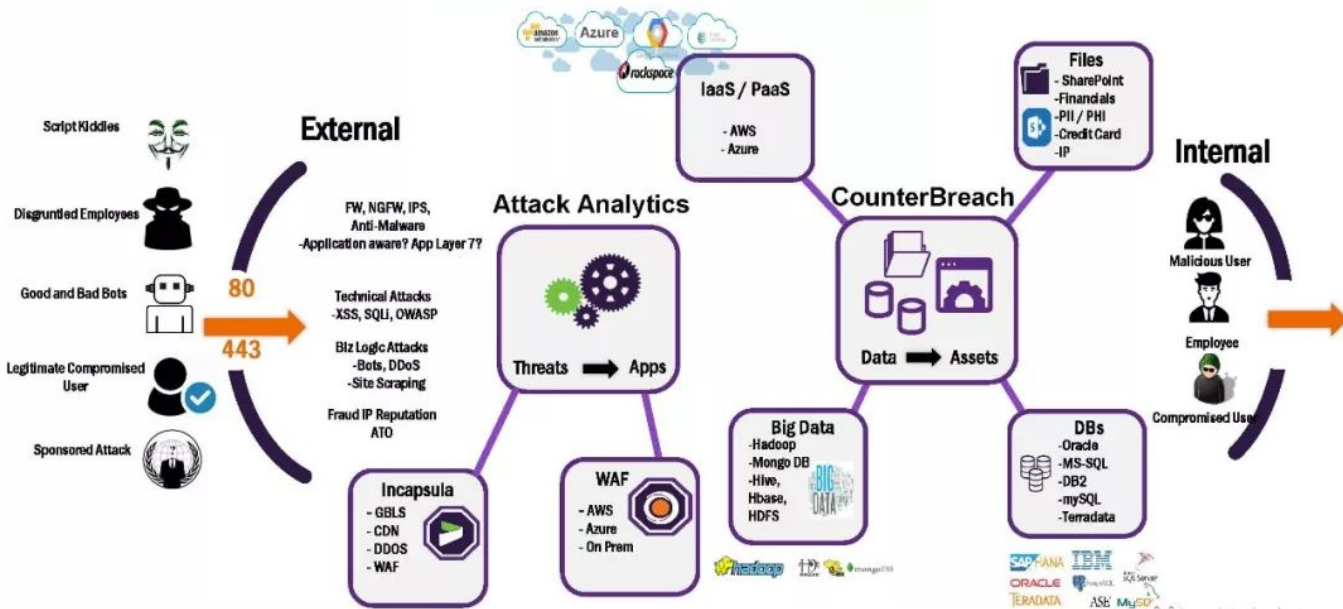 amazon
Azure
rackspace
Script Kiddies
Disgruntled Employees
Good and Bad Bots
Legitimate Compromised
User
Sponsored Attack
80
443
External
FW, NGFW, IPS,
Anti-Malware
-Application aware? App Layer 7?
Technical Attacks
-XSS, SQLi, OWASP
Biz Logic Attacks
-Bots, DDoS
-Site Scraping
Fraud IP Reputation
ATO
Attack Analytics
Threats
Apps
Incapsula
- GBLS
- CDN
- DDOS
- WAF
WAF
- AWS
- Azure
- On Prem
IaaS / PaaS
- AWS
- Azure
CounterBreach
Data
Assets
Files
- SharePoint
-Financials
-PII / PHI
-Credit Card
-IP
S
Big Data
-Hadoop
-Mongo DB
-Hive,
Hbase,
HDFS
BIG
DATA
hadoop
mongoDB
DBs
-Oracle
-MS-SQL
-DB2
-mySQL
-Terradata
SAP HANA
IBM
SQL Server
ORACLE
PostgreSQL
TERADATA
ASE
MySQL
Internal
Malicious User
Employee
Compromised User